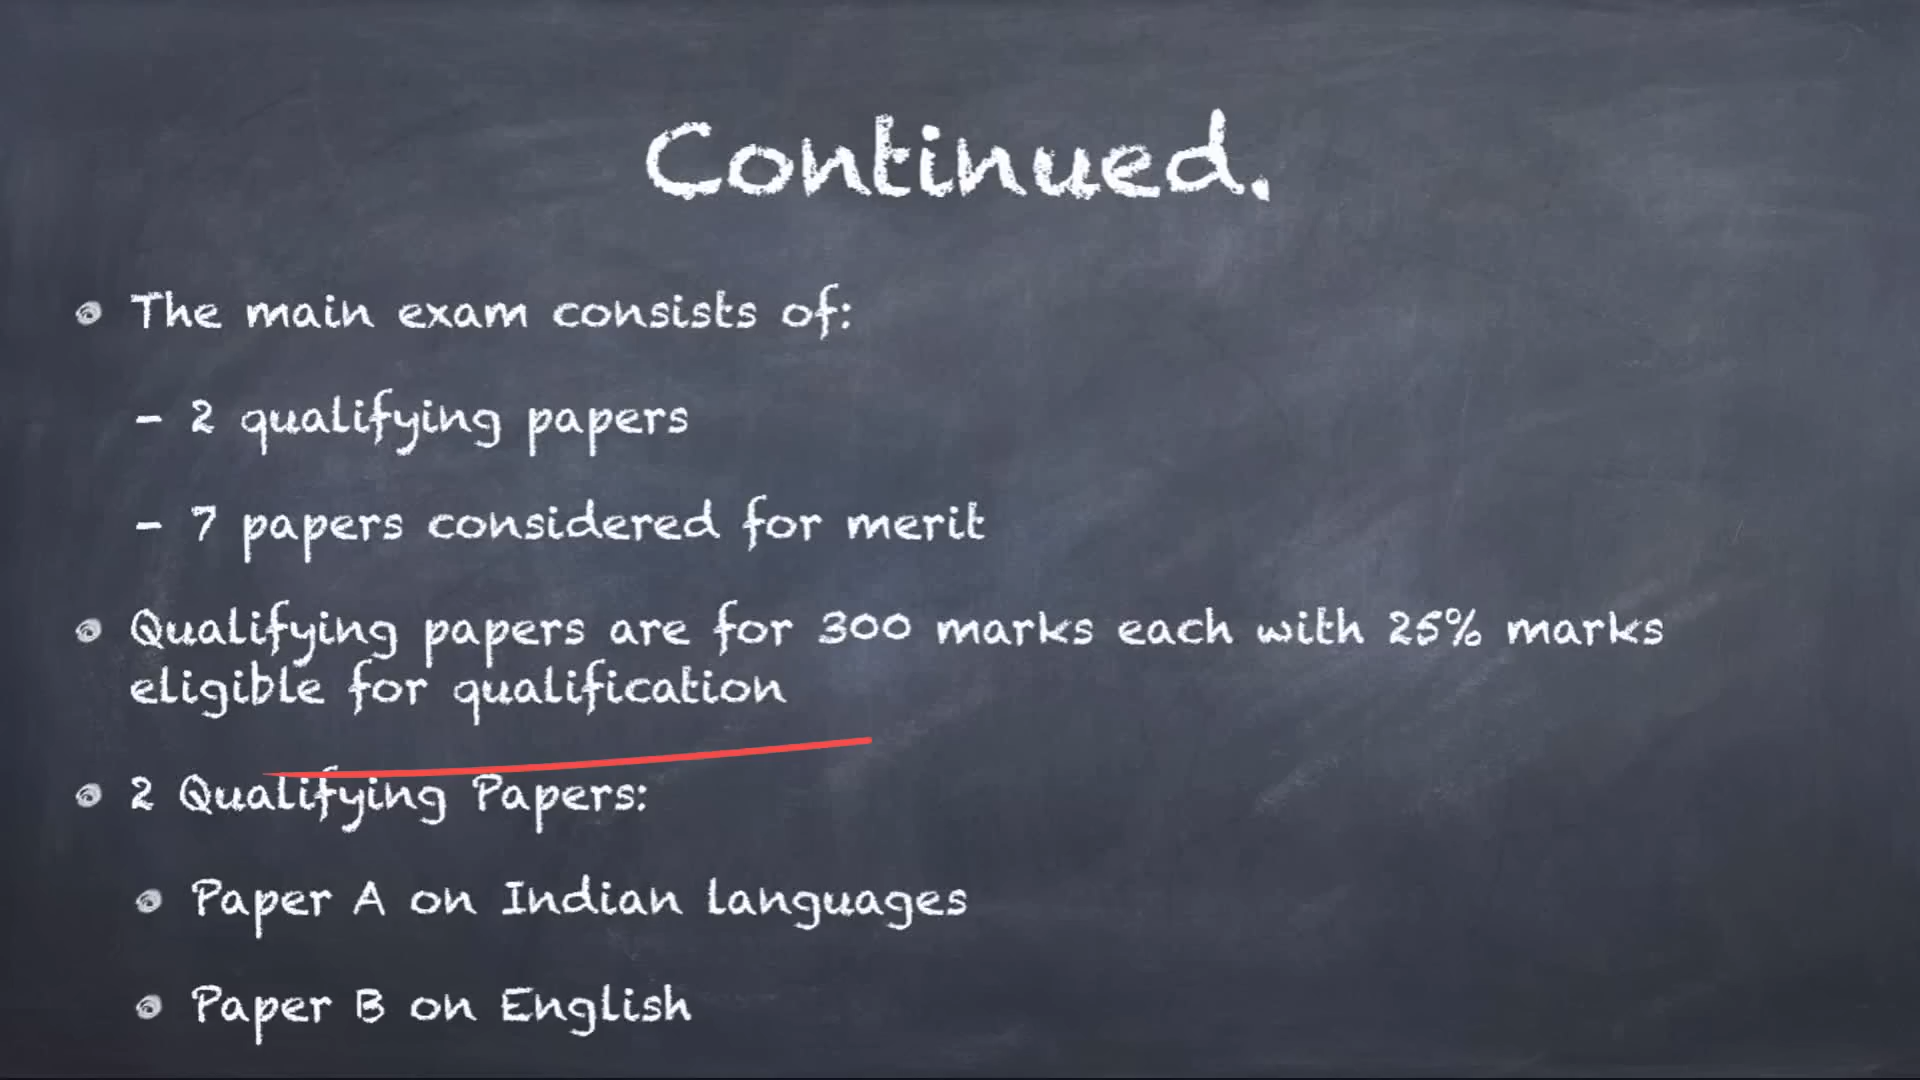 Continued.
The main exam consists of:
- 2 qualifying papers
- 7 papers considered for merit
Qualifying papers are for 300 marks each with 25% marks
eligible for qualification
2 Qualifying Papers:
Paper A on Indian languages
Paper B on English